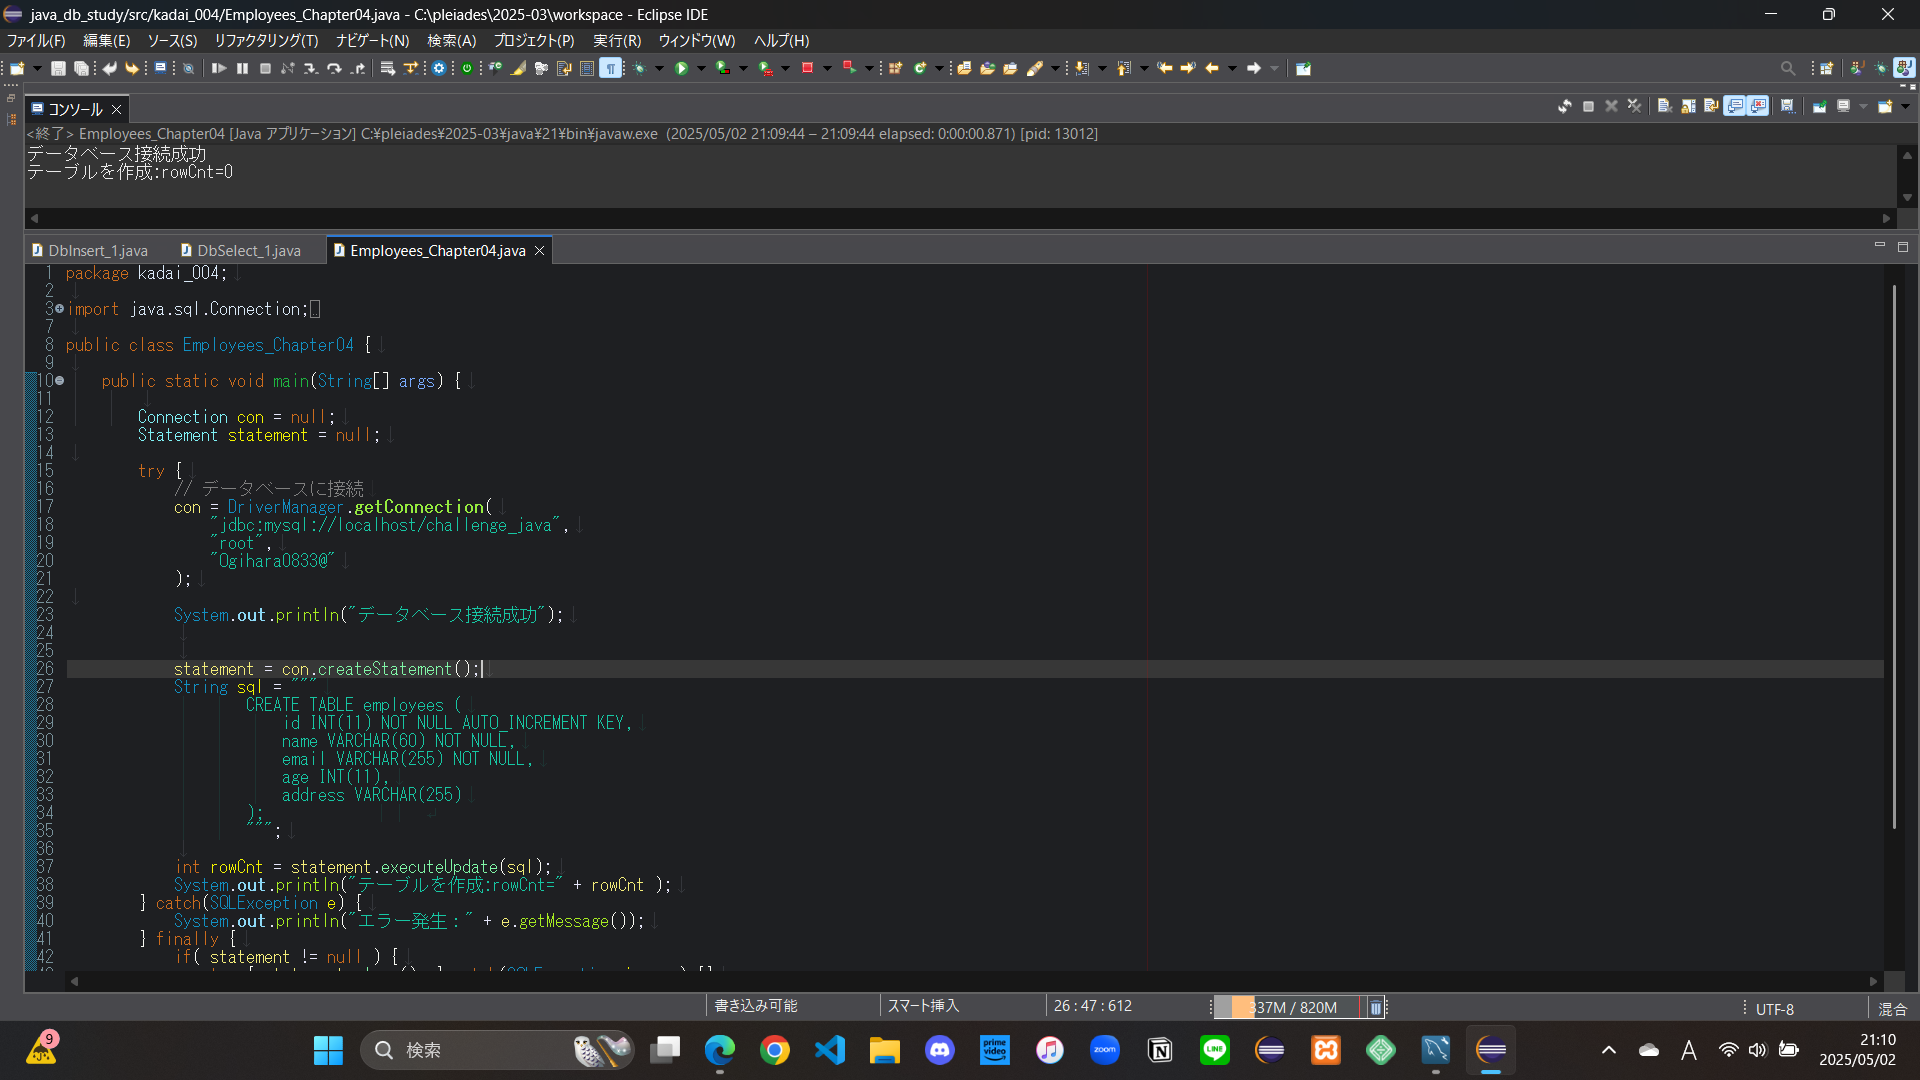 java_db_study/src/kadai_004/Employees_Chapter04.java - C:\pleiades\2025-03\workspace - Eclipse IDE
ファイル(F) 編集(E) ソース(S) リファクタリング(T) ナビゲート(N) 検索(A) プロジェクト(P) 実行(R) ウィンドウ(W) ヘルプ(H)
コンソール
<終了> Employees_Chapter04 [Java アプリケーション] C:¥pleiades¥2025-03¥java¥21¥bin¥javaw.exe (2025/05/02 21:09:44 – 21:09:44 elapsed: 0:00:00.871) [pid: 13012]
データベース接続成功
テーブルを作成:rowCnt=0
DbInsert_1.java DbSelect_1.java Employees_Chapter04.java
1 package kadai_004;
2
3 import java.sql.Connection;
7
8 public class Employees_Chapter04 {
9
10 public static void main(String[] args) {
11
12 Connection con = null;
13 Statement statement = null;
14
15 try {
16 // データベースに接続
17 con = DriverManager.getConnection(
18 "jdbc:mysql://localhost/challenge_java",
19 "root",
20 "Ogihara0833@"
21 );
22
23 System.out.println("データベース接続成功");
24
25
26 statement = con.createStatement();
27 String sql = """
28 CREATE TABLE employees (
29 id INT(11) NOT NULL AUTO_INCREMENT KEY,
30 name VARCHAR(60) NOT NULL,
31 email VARCHAR(255) NOT NULL,
32 age INT(11),
33 address VARCHAR(255)
34 );
35 """;
36
37 int rowCnt = statement.executeUpdate(sql);
38 System.out.println("テーブルを作成:rowCnt=" + rowCnt );
39 } catch(SQLException e) {
40 System.out.println("エラー発生：" + e.getMessage());
41 } finally {
42 if( statement != null ) {
書き込み可能 スマート挿入 26 : 47 : 612 337M / 820M UTF-8 混合
9
検索
prime video
zoom
LINE
A
21:10
2025/05/02